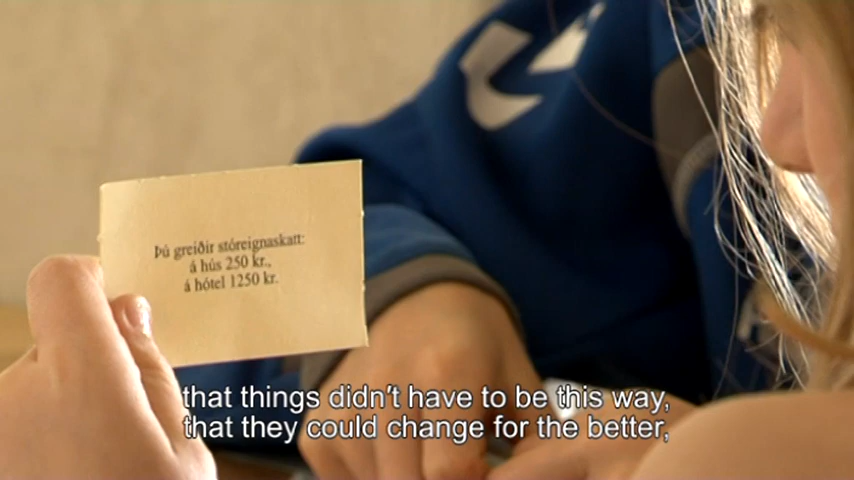 Þú greiðir stóreignaskatt:
á hús 250 kr.,
á hótel 1250 kr.
that things didn't have to be this way,
that they could change for the better,